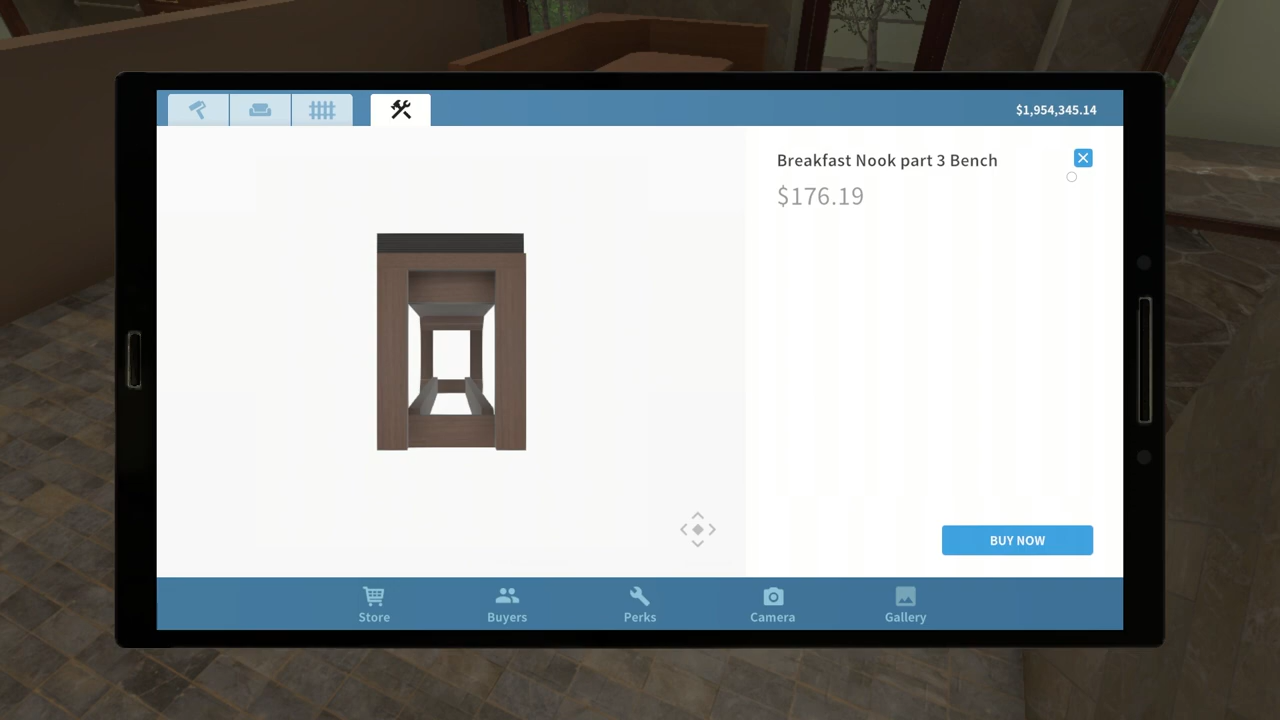 $1,954,345.14
Breakfast Nook part 3 Bench
$176.19
BUY NOW
Store
Buyers
Perks
Camera
Gallery